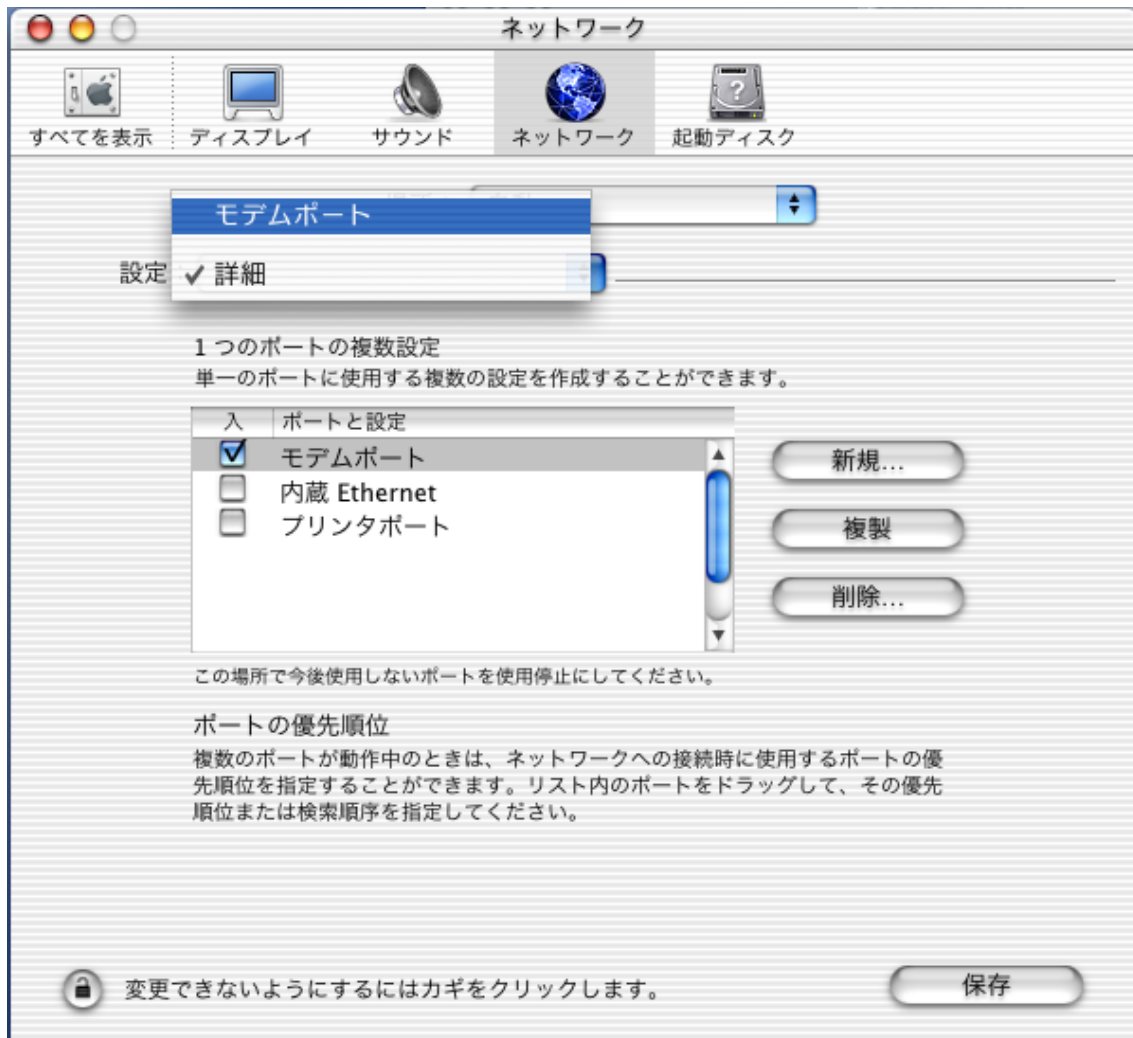 ネットワーク
すべてを表示 ディスプレイ サウンド ネットワーク 起動ディスク
モデムポート
設定 ✓ 詳細
1 つのポートの複数設定
単一のポートに使用する複数の設定を作成することができます。
入 ポートと設定
モデムポート
内蔵 Ethernet
プリンタポート
新規...
複製
削除...
この場所で今後使用しないポートを使用停止にしてください。
ポートの優先順位
複数のポートが動作中のときは、ネットワークへの接続時に使用するポートの優
先順位を指定することができます。リスト内のポートをドラッグして、その優先
順位または検索順序を指定してください。
変更できないようにするにはカギをクリックします。
保存